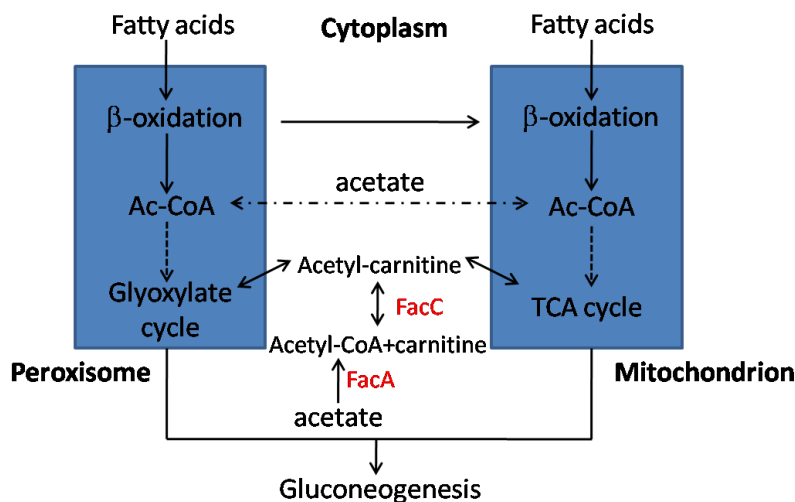 Fatty acids
Cytoplasm
Fatty acids
β-oxidation
β-oxidation
acetate
Ac-CoA
Ac-CoA
Acetyl-carnitine
Glyoxylate
cycle
FacC
TCA cycle
Acetyl-CoA+carnitine
Peroxisome
FacA
Mitochondrion
acetate
Gluconeogenesis